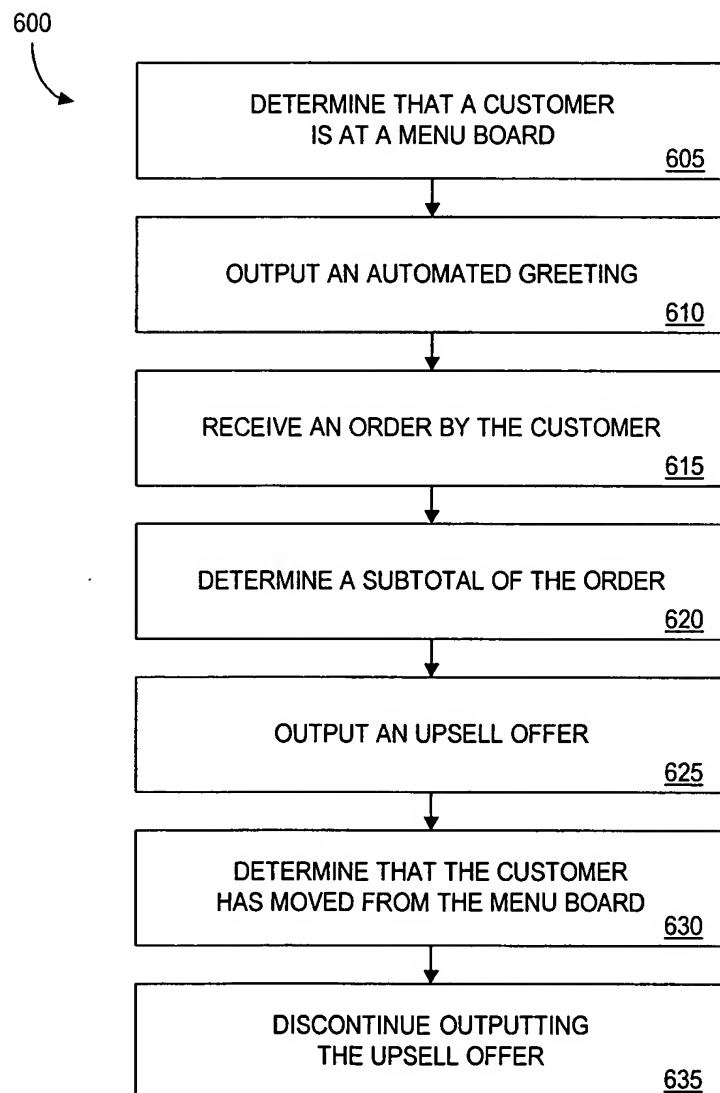 600
DETERMINE THAT A CUSTOMER
IS AT A MENU BOARD
605
OUTPUT AN AUTOMATED GREETING
610
RECEIVE AN ORDER BY THE CUSTOMER
615
DETERMINE A SUBTOTAL OF THE ORDER
620
OUTPUT AN UPSELL OFFER
625
DETERMINE THAT THE CUSTOMER
HAS MOVED FROM THE MENU BOARD
630
DISCONTINUE OUTPUTTING
THE UPSELL OFFER
635